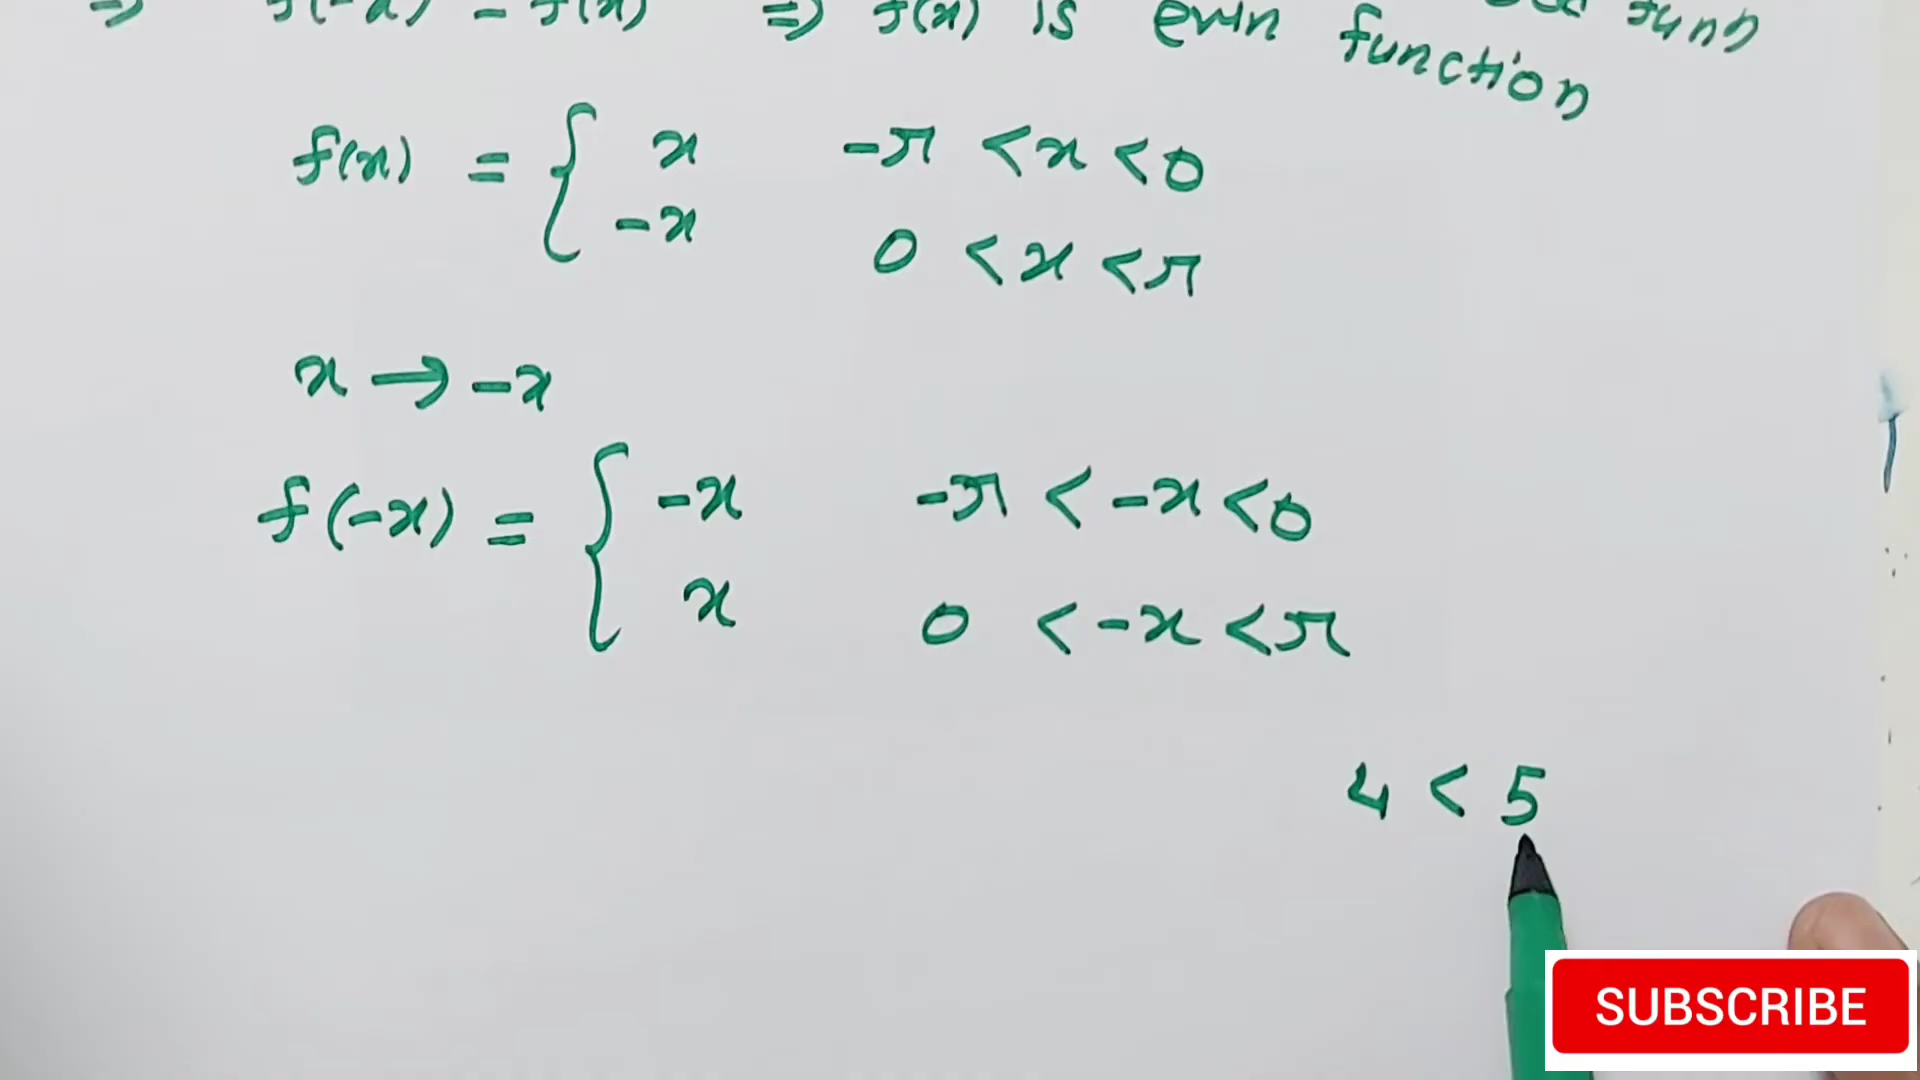 ⇒ f(-x) = f(x) ⇒ f(x) is even function
f(x) = { x -π < x < 0
-x 0 < x < π
x → -x
f(-x) = { -x -π < -x < 0
x 0 < -x < π
4 < 5
SUBSCRIBE